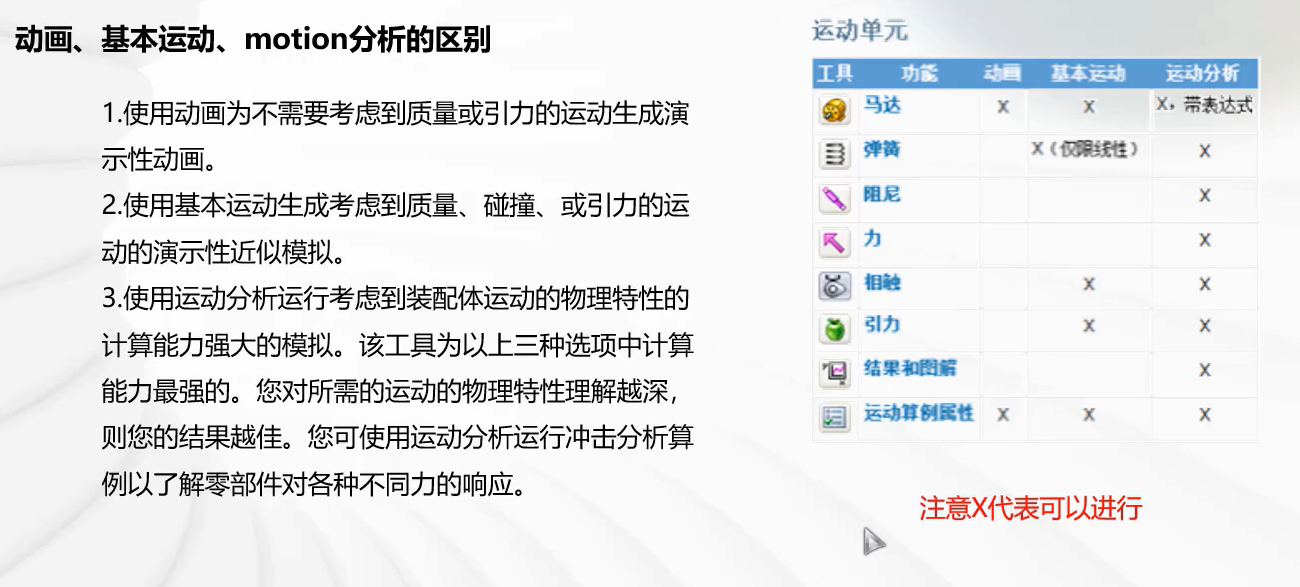 动画、基本运动、motion分析的区别
1.使用动画为不需要考虑到质量或引力的运动生成演
示性动画。
2.使用基本运动生成考虑到质量、碰撞、或引力的运
动的演示性近似模拟。
3.使用运动分析运行考虑到装配体运动的物理特性的
计算能力强大的模拟。该工具为以上三种选项中计算
能力最强的。您对所需的运动的物理特性理解越深，
则您的结果越佳。您可使用运动分析运行冲击分析算
例以了解零部件对各种不同力的响应。
运动单元
工具 功能 动画 基本运动 运动分析
马达 X X X，带表达式
弹簧 X（仅限线性） X
阻尼 X
力 X
相触 X X
引力 X X
结果和图解 X
运动算例属性 X X X
注意X代表可以进行